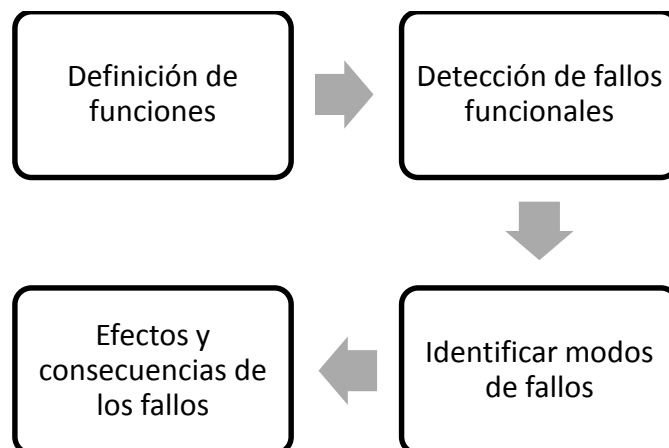 Definición de
funciones
Detección de fallos
funcionales
Identificar modos
de fallos
Efectos y
consecuencias de
los fallos